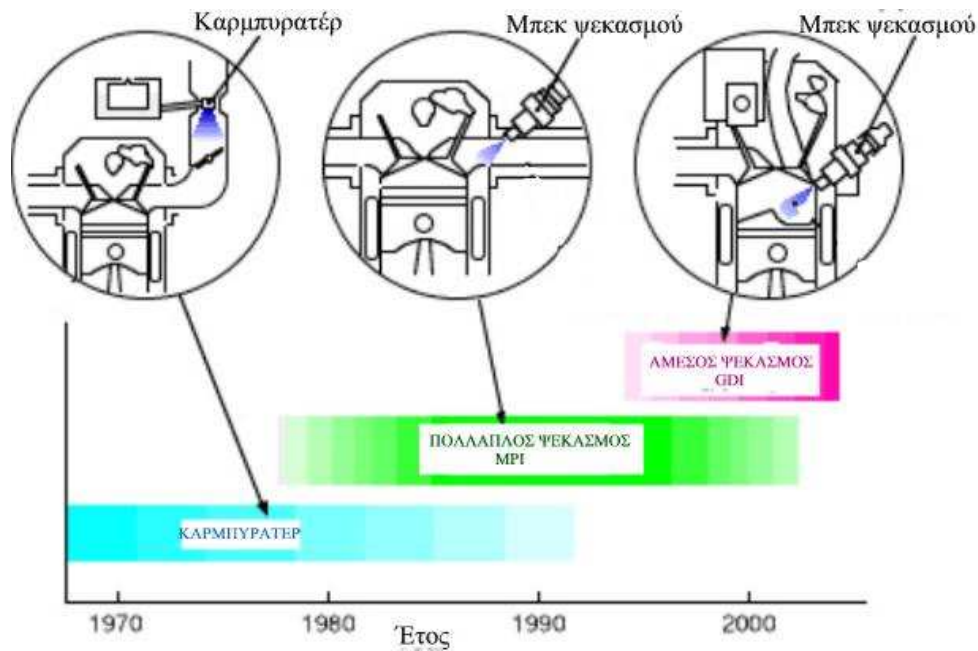 Καρμπυρατέρ
Μπεκ ψεκασμού
Μπεκ ψεκασμού
ΑΜΕΣΟΣ ΨΕΚΑΣΜΟΣ
GDI
ΠΟΛΛΑΠΛΟΣ ΨΕΚΑΣΜΟΣ
MPI
ΚΑΡΜΠΥΡΑΤΕΡ
1970 1980 1990 2000
Έτος